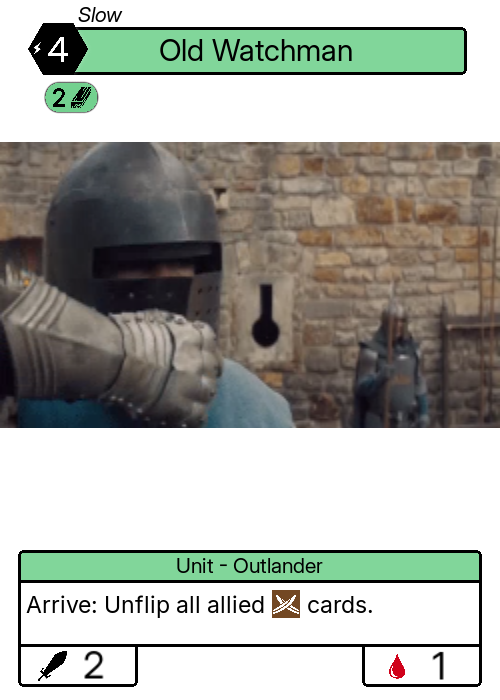 Slow
4
Old Watchman
2
Unit - Outlander
Arrive: Unflip all allied cards.
2
1